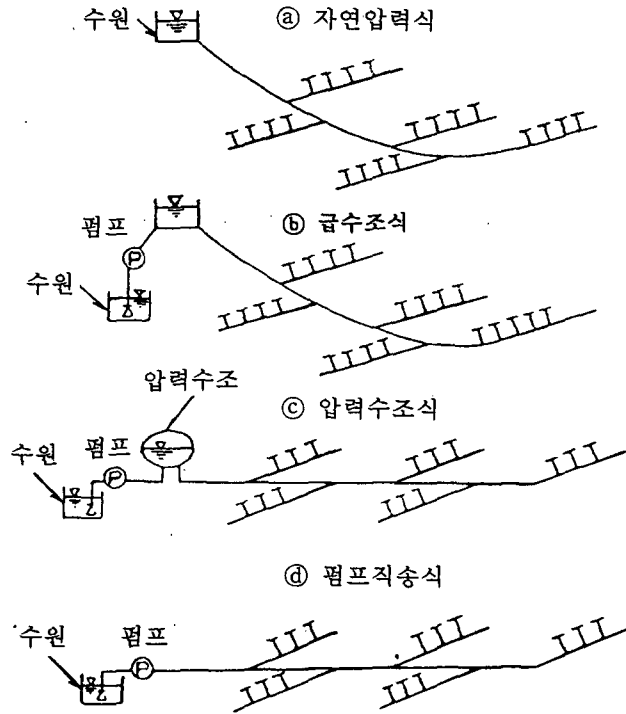 수원
ⓐ 자연압력식
ⓑ 급수조식
펌프
P
수원
압력수조
ⓒ 압력수조식
펌프
수원
P
ⓓ 펌프직송식
수원
펌프
P